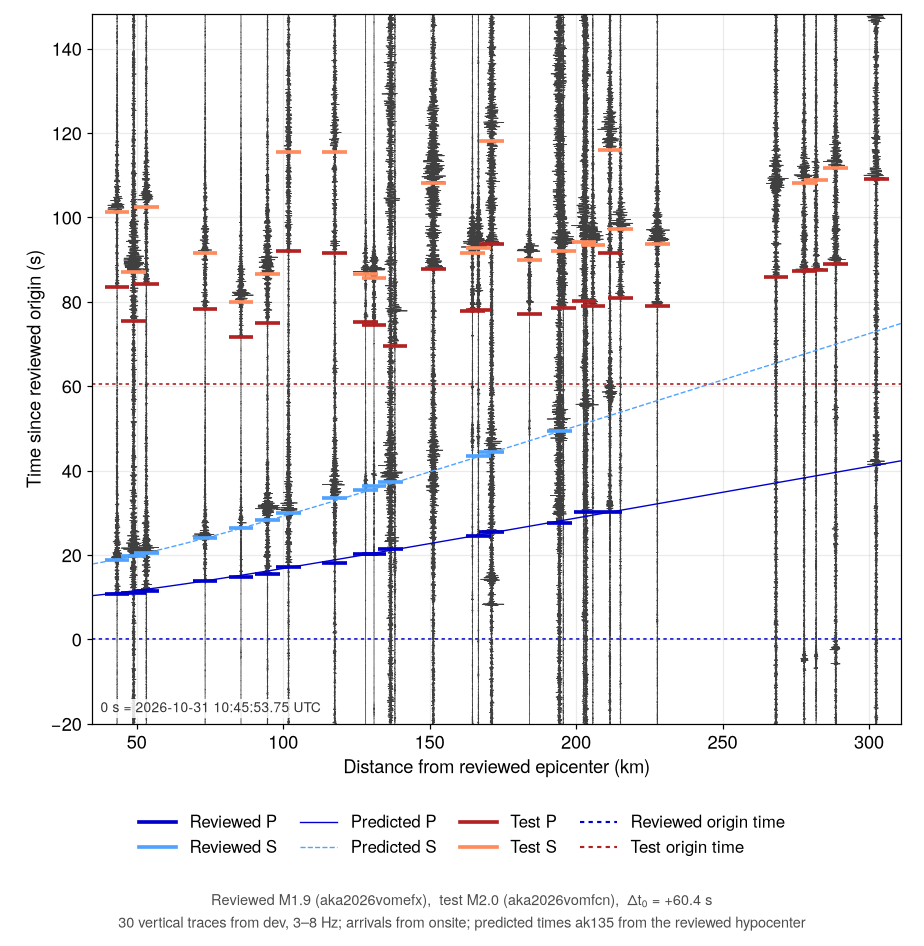 140
120
100
80
60
40
20
0
−20
Time since reviewed origin (s)
0 s = 2026-10-31 10:45:53.75 UTC
50 100 150 200 250 300
Distance from reviewed epicenter (km)
Reviewed P Predicted P Test P Reviewed origin time
Reviewed S Predicted S Test S Test origin time
Reviewed M1.9 (aka2026vomefx), test M2.0 (aka2026vomfcn), Δt₀ = +60.4 s
30 vertical traces from dev, 3–8 Hz; arrivals from onsite; predicted times ak135 from the reviewed hypocenter